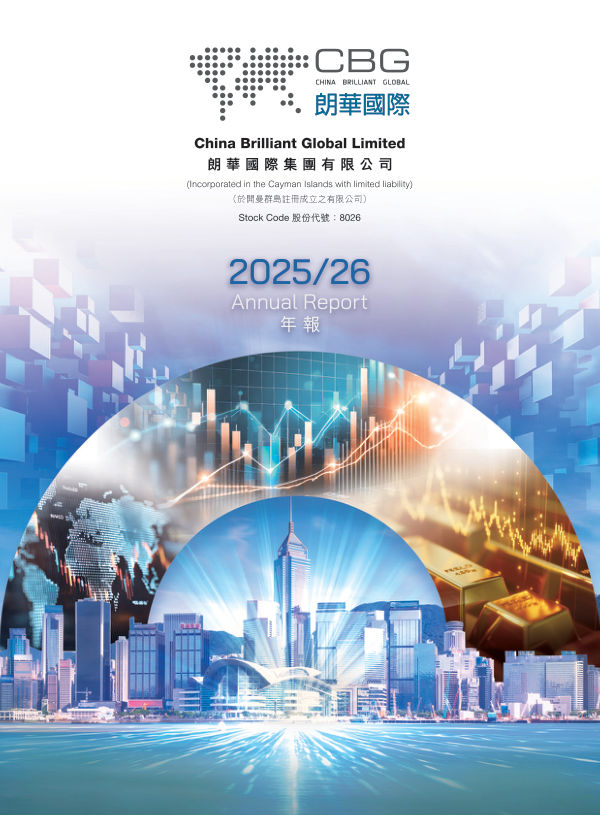 CBG
CHINA BRILLIANT GLOBAL
朗華國際
China Brilliant Global Limited
朗華國際集團有限公司
(Incorporated in the Cayman Islands with limited liability)
(於開曼群島註冊成立之有限公司)
Stock Code 股份代號：8026
2025/26
Annual Report
年報